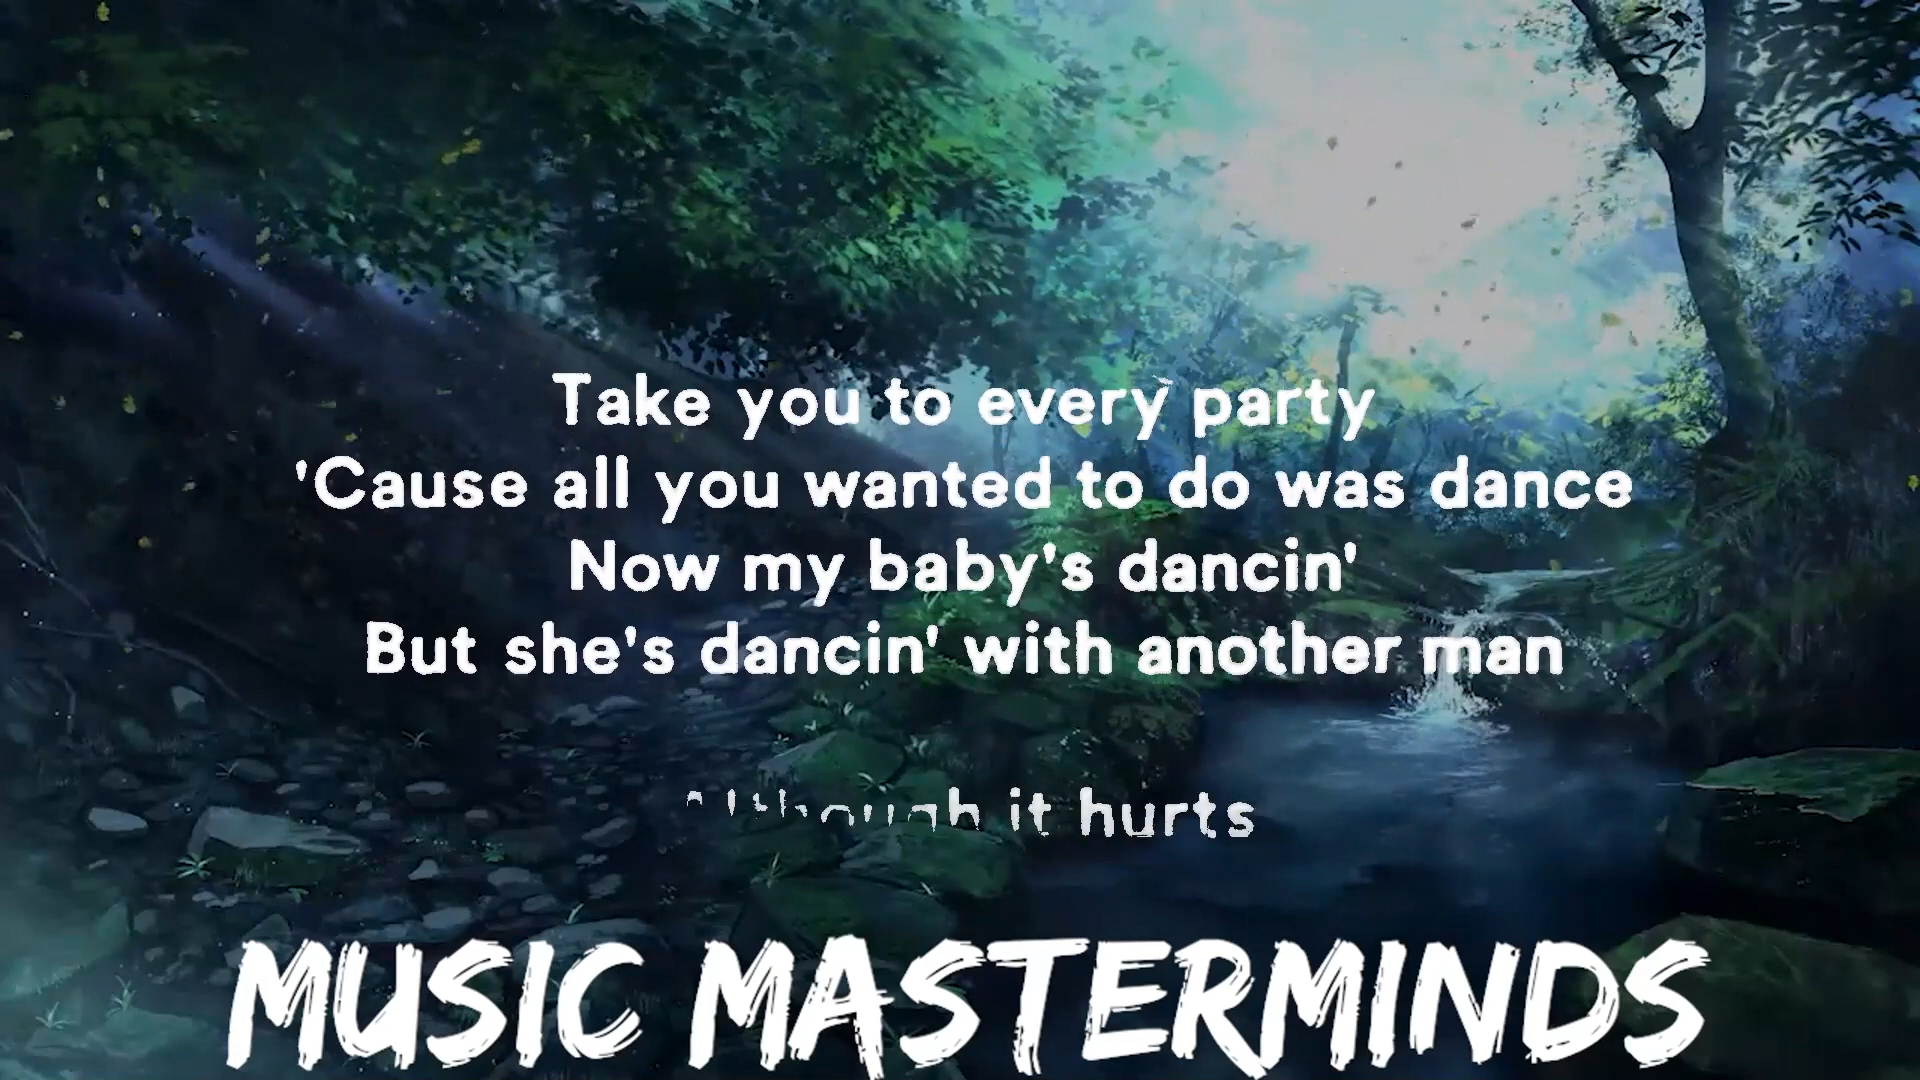 Take you to every party
'Cause all you wanted to do was dance
Now my baby's dancin'
But she's dancin' with another man
Although it hurts
MUSIC MASTERMINDS